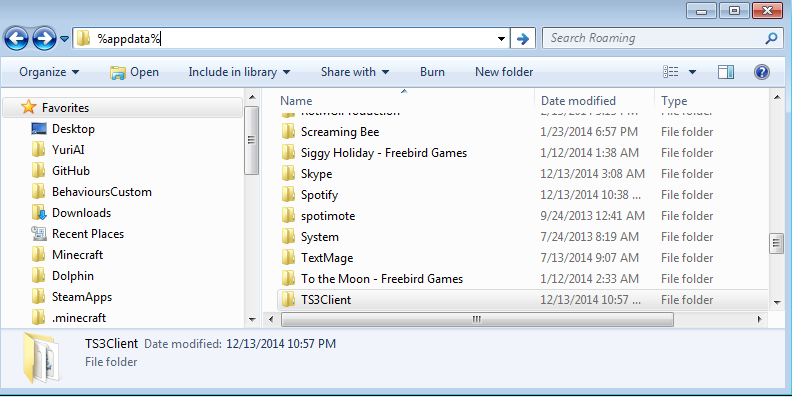 %appdata%
Search Roaming
Organize
Open
Include in library
Share with
Burn
New folder
Name Date modified Type
Favorites
Desktop
YuriAI
GitHub
BehavioursCustom
Downloads
Recent Places
Minecraft
Dolphin
SteamApps
.minecraft
Screaming Bee 1/23/2014 6:57 PM File folder
Siggy Holiday - Freebird Games 1/12/2014 1:38 AM File folder
Skype 12/13/2014 3:08 AM File folder
Spotify 12/13/2014 10:38 ... File folder
spotimote 9/24/2013 12:41 AM File folder
System 7/24/2013 8:19 AM File folder
TextMage 7/13/2014 9:07 AM File folder
To the Moon - Freebird Games 1/12/2014 2:33 AM File folder
TS3Client 12/13/2014 10:57 ... File folder
TS3Client Date modified: 12/13/2014 10:57 PM
File folder